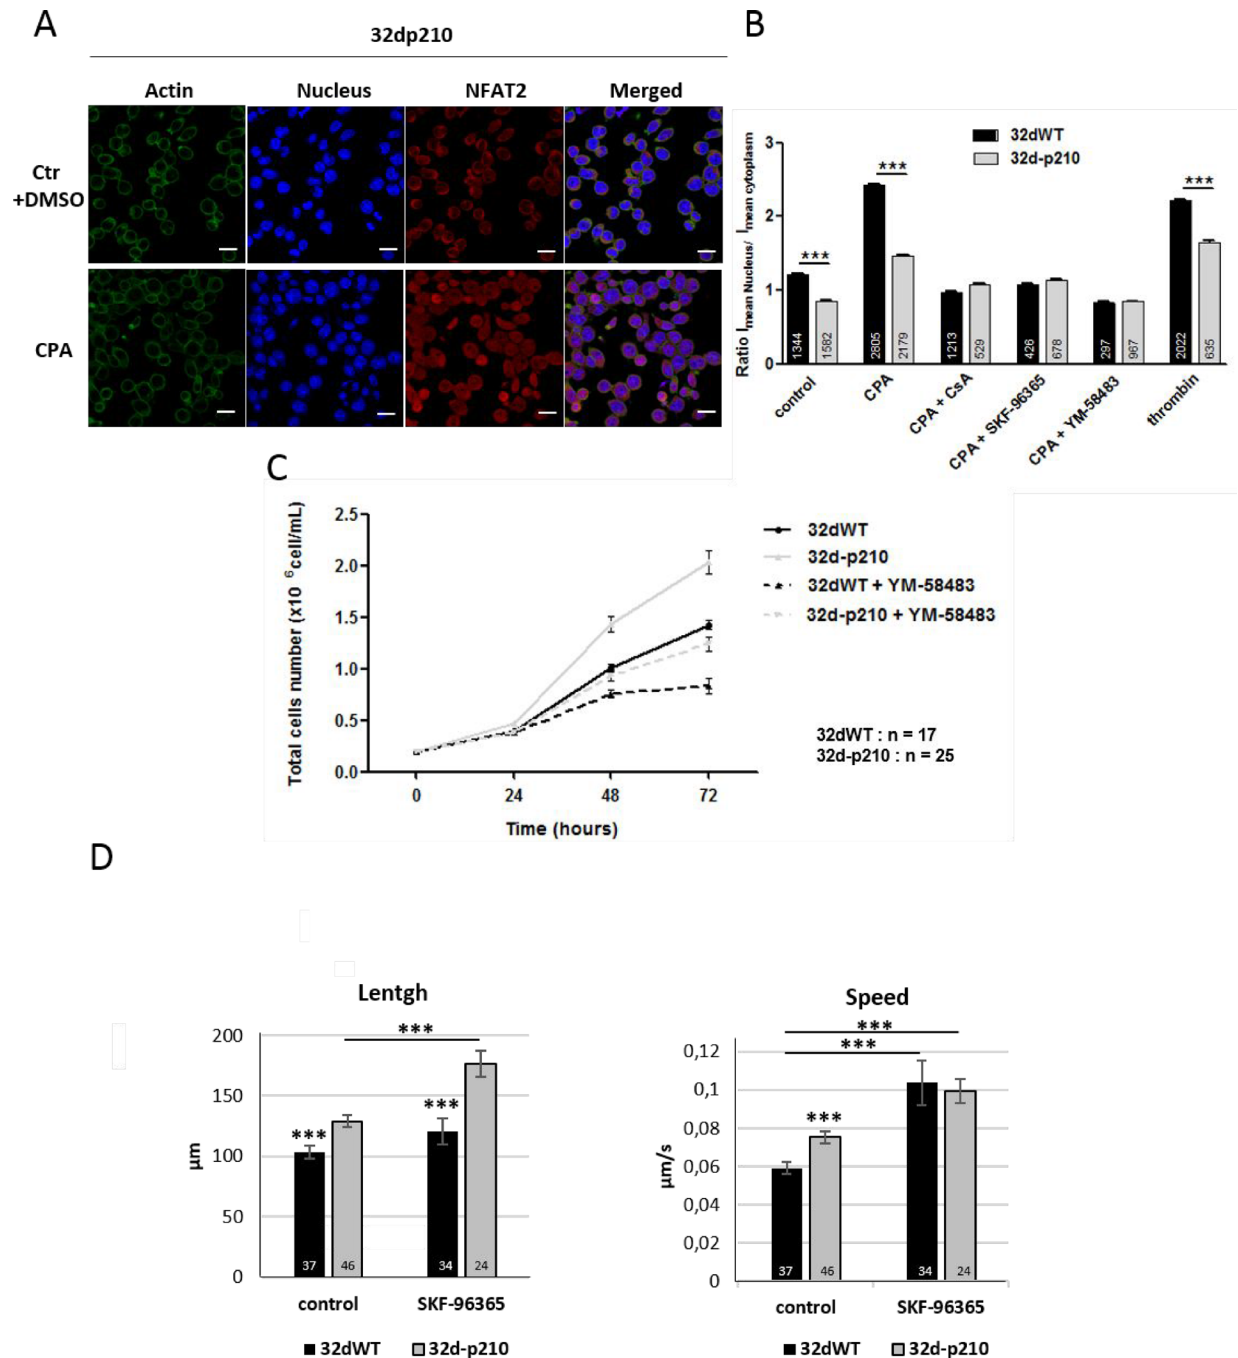 A
32dp210
Actin
Nucleus
NFAT2
Merged
Ctr
+DMSO
CPA
B
Ratio I mean Nucleus/ I mean cytoplasm
3
2
1
0
32dWT
32d-p210
***
***
***
1344
1582
2805
2179
1213
529
426
678
297
967
2022
635
control
CPA
CPA + CsA
CPA + SKF-96365
CPA + YM-58483
thrombin
C
Total cells number (x10 6 cell/mL)
2.5
2.0
1.5
1.0
0.5
0.0
0
24
48
72
Time (hours)
32dWT
32d-p210
32dWT + YM-58483
32d-p210 + YM-58483
32dWT : n = 17
32d-p210 : n = 25
D
Lentgh
µm
200
150
100
50
0
***
***
***
37
46
34
24
control
SKF-96365
32dWT
32d-p210
Speed
µm/s
0,12
0,1
0,08
0,06
0,04
0,02
0
***
***
***
37
46
34
24
control
SKF-96365
32dWT
32d-p210